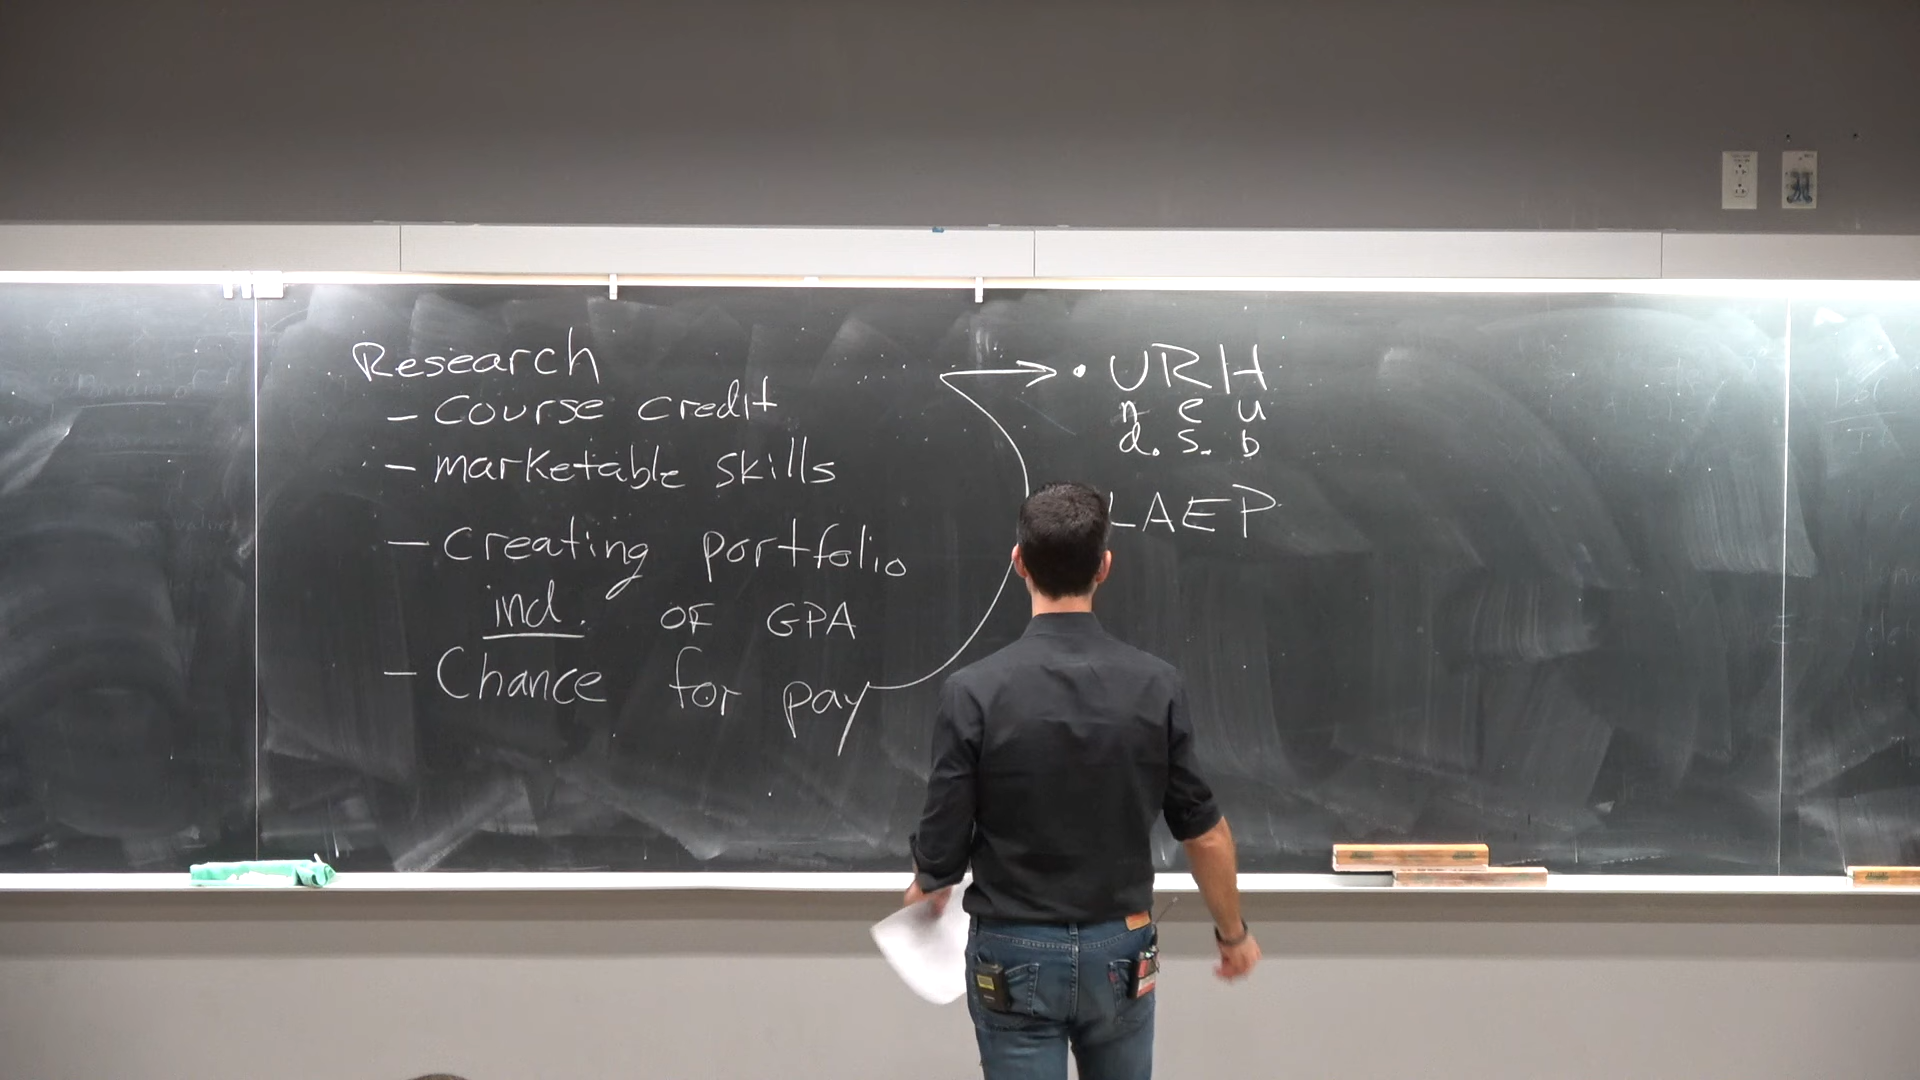 Research
- Course credit
- marketable skills
- Creating portfolio
ind. of GPA
- Chance for pay
• URH
n e u
d. s. b
LAEP